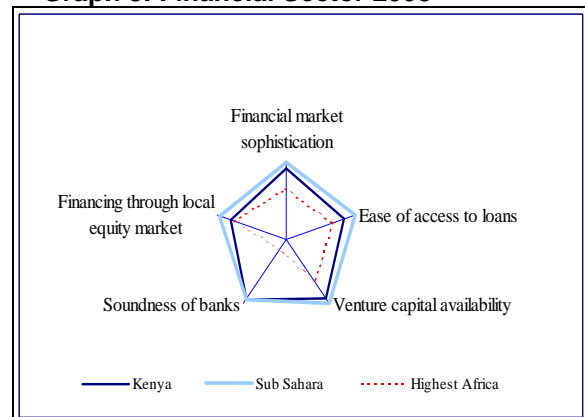 Financial market
sophistication
Financing through local
equity market
Ease of access to loans
Soundness of banks
Venture capital availability
Kenya
Sub Sahara
Highest Africa